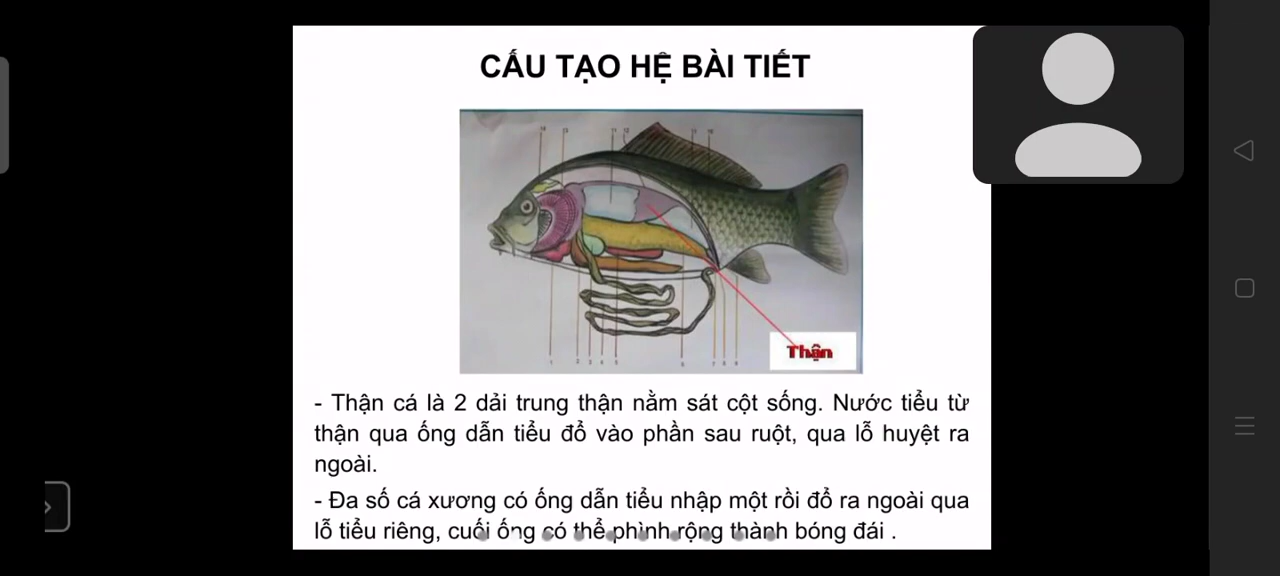 CẤU TẠO HỆ BÀI TIẾT
Thận
- Thận cá là 2 dải trung thận nằm sát cột sống. Nước tiểu từ
thận qua ống dẫn tiểu đổ vào phần sau ruột, qua lỗ huyệt ra
ngoài.
- Đa số cá xương có ống dẫn tiểu nhập một rồi đổ ra ngoài qua
lỗ tiểu riêng, cuối ống có thể phình rộng thành bóng đái .